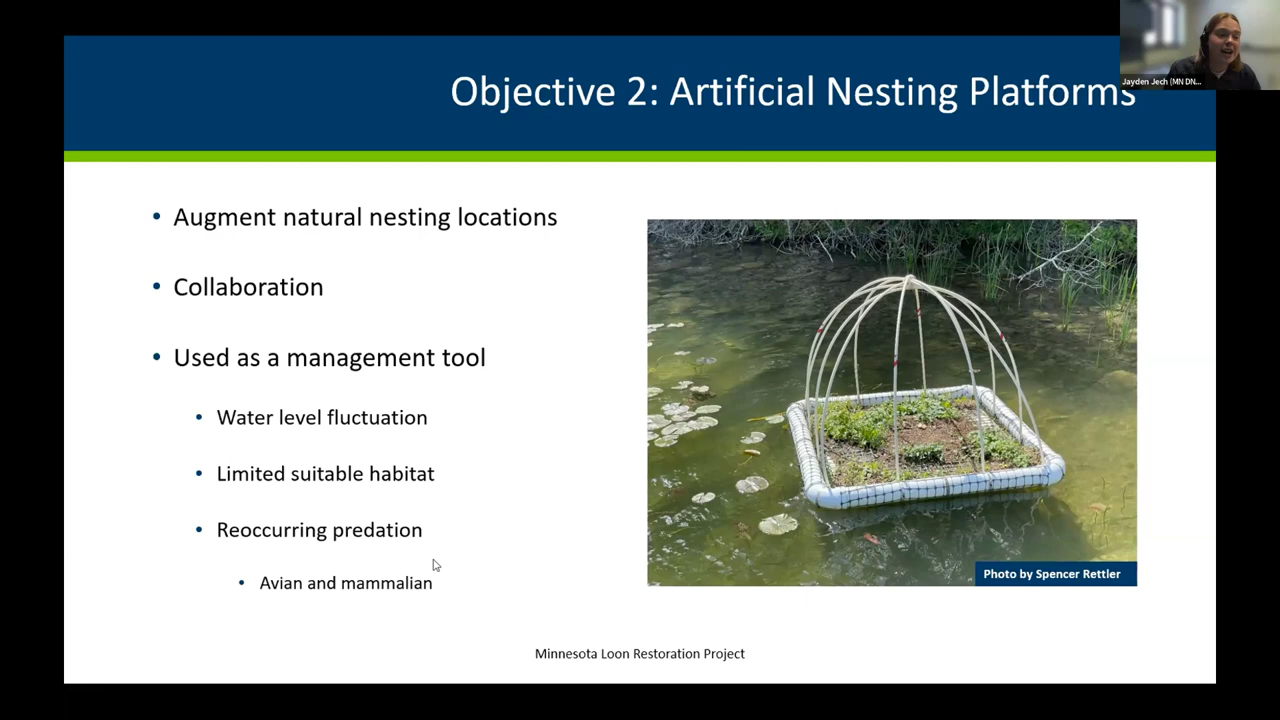 Objective 2: Artificial Nesting Platforms
Jayden Jech (MN DN...
• Augment natural nesting locations
• Collaboration
• Used as a management tool
• Water level fluctuation
• Limited suitable habitat
• Reoccurring predation
• Avian and mammalian
Photo by Spencer Rettler
Minnesota Loon Restoration Project